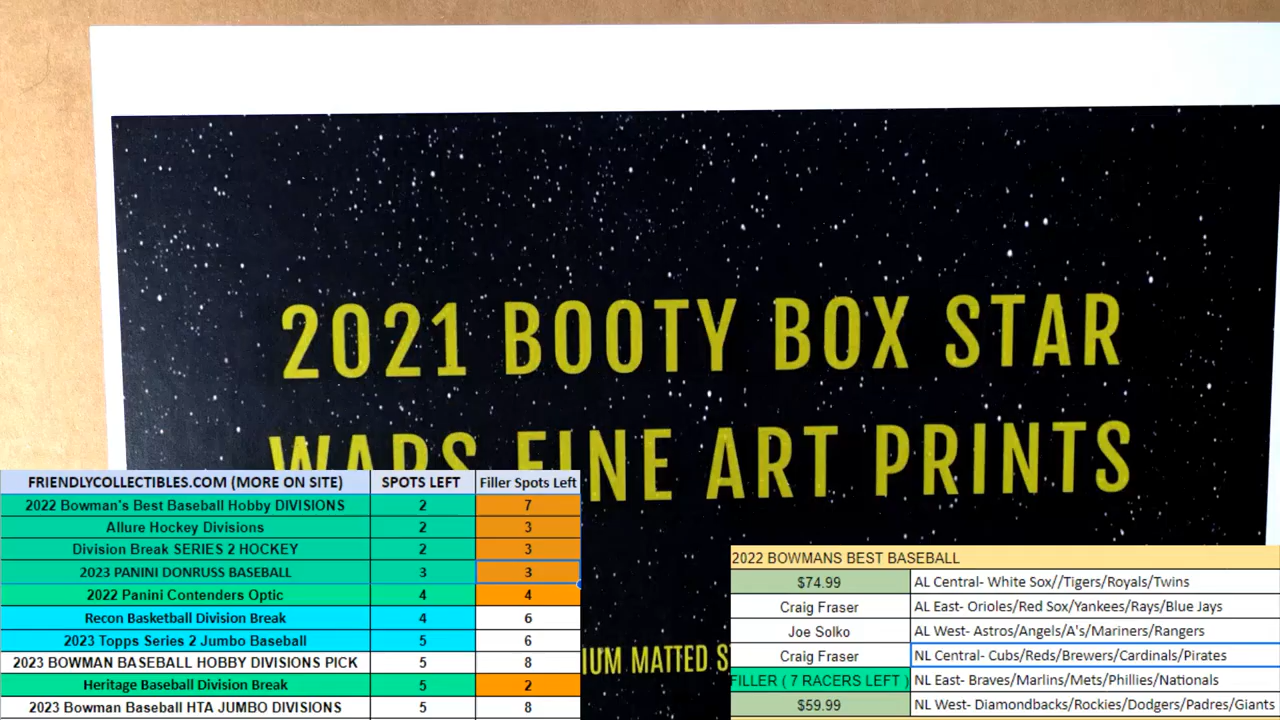 2021 BOOTY BOX STAR
WARS FINE ART PRINTS
IUM MATTED S
FRIENDLYCOLLECTIBLES.COM (MORE ON SITE) SPOTS LEFT Filler Spots Left
2022 Bowman's Best Baseball Hobby DIVISIONS 2 7
Allure Hockey Divisions 2 3
Division Break SERIES 2 HOCKEY 2 3
2023 PANINI DONRUSS BASEBALL 3 3
2022 Panini Contenders Optic 4 4
Recon Basketball Division Break 4 6
2023 Topps Series 2 Jumbo Baseball 5 6
2023 BOWMAN BASEBALL HOBBY DIVISIONS PICK 5 8
Heritage Baseball Division Break 5 2
2023 Bowman Baseball HTA JUMBO DIVISIONS 5 8
2022 BOWMANS BEST BASEBALL
$74.99 AL Central- White Sox//Tigers/Royals/Twins
Craig Fraser AL East- Orioles/Red Sox/Yankees/Rays/Blue Jays
Joe Solko AL West- Astros/Angels/A's/Mariners/Rangers
Craig Fraser NL Central- Cubs/Reds/Brewers/Cardinals/Pirates
FILLER ( 7 RACERS LEFT ) NL East- Braves/Marlins/Mets/Phillies/Nationals
$59.99 NL West- Diamondbacks/Rockies/Dodgers/Padres/Giants